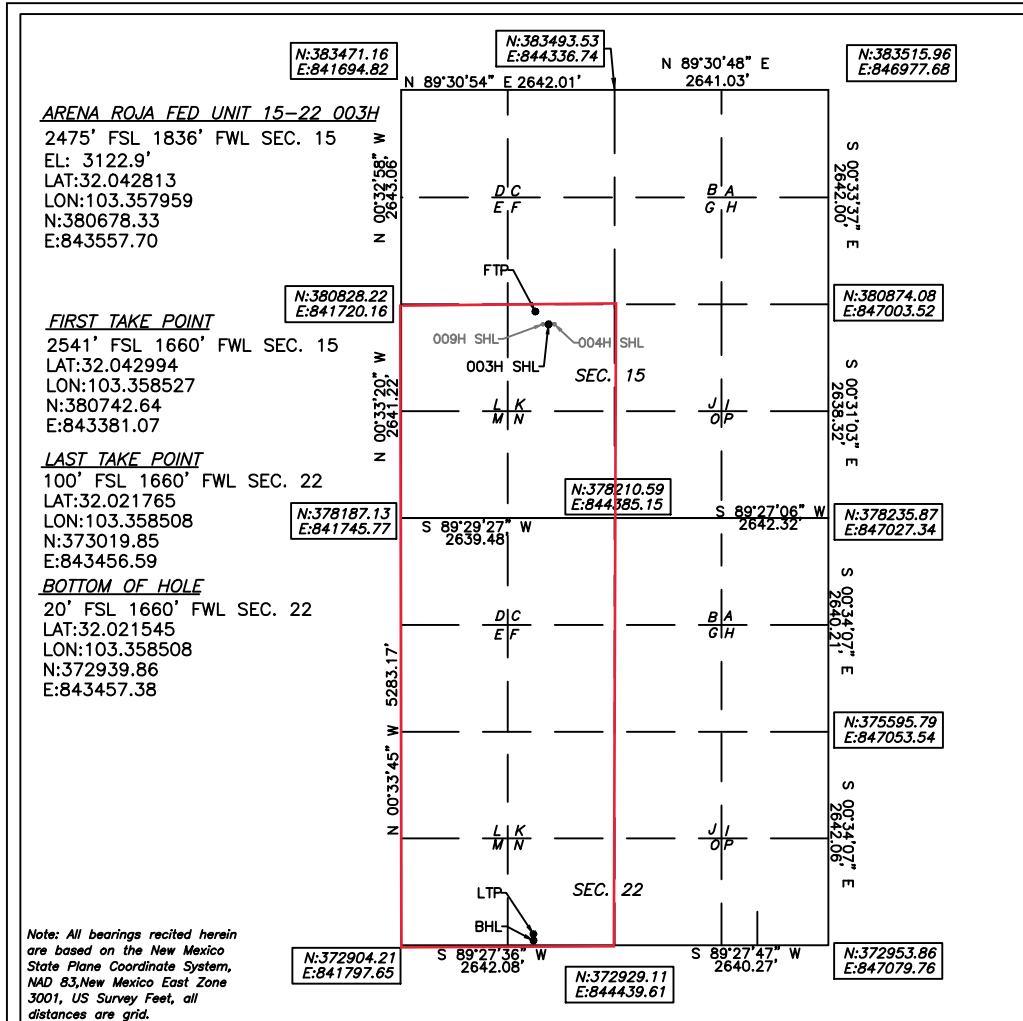 N:383471.16
E:841694.82
N:383493.53
E:844336.74
N:383515.96
E:846977.68
N 89°30'54" E 2642.01'
N 89°30'48" E
2641.03'
ARENA ROJA FED UNIT 15-22 003H
2475' FSL 1836' FWL SEC. 15
EL: 3122.9'
LAT:32.042813
LON:103.357959
N:380678.33
E:843557.70
N 00°32'58" W
2643.06'
D C
E F
B A
G H
S 00°33'37" E
2642.00'
FTP
N:380828.22
E:841720.16
N:380874.08
E:847003.52
FIRST TAKE POINT
2541' FSL 1660' FWL SEC. 15
LAT:32.042994
LON:103.358527
N:380742.64
E:843381.07
009H SHL
004H SHL
003H SHL
SEC. 15
N 00°33'20" W
2641.22'
L K
M N
J I
O P
S 00°31'03" E
2638.32'
LAST TAKE POINT
100' FSL 1660' FWL SEC. 22
LAT:32.021765
LON:103.358508
N:373019.85
E:843456.59
N:378187.13
E:841745.77
N:378210.59
E:844385.15
N:378235.87
E:847027.34
S 89°29'27" W
2639.48'
S 89°27'06" W
2642.32'
BOTTOM OF HOLE
20' FSL 1660' FWL SEC. 22
LAT:32.021545
LON:103.358508
N:372939.86
E:843457.38
D C
E F
B A
G H
S 00°34'07" E
2640.21'
N 00°33'45" W 5283.17'
N:375595.79
E:847053.54
L K
M N
J I
O P
S 00°34'07" E
2642.06'
SEC. 22
LTP
BHL
S 89°27'36" W
2642.08'
S 89°27'47" W
2640.27'
N:372904.21
E:841797.65
N:372929.11
E:844439.61
N:372953.86
E:847079.76
Note: All bearings recited herein
are based on the New Mexico
State Plane Coordinate System,
NAD 83,New Mexico East Zone
3001, US Survey Feet, all
distances are grid.